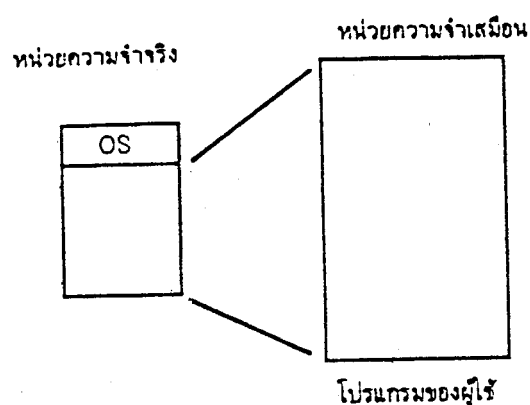 หน่วยความจำเสมือน
หน่วยความจำจริง
OS
โปรแกรมของผู้ใช้